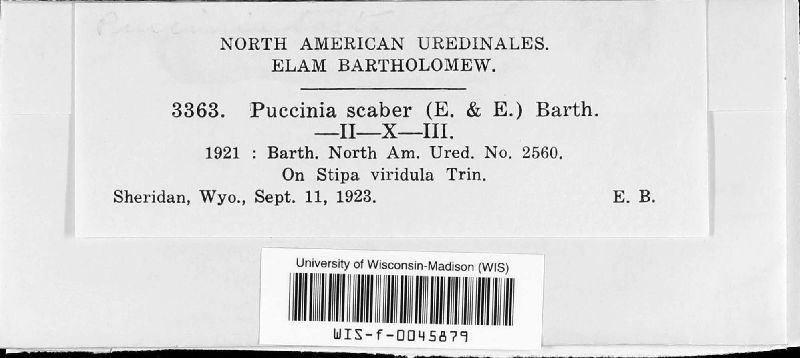 NORTH AMERICAN UREDINALES.
ELAM BARTHOLOMEW.
3363. Puccinia scaber (E. & E.) Barth.
—II—X—III.
1921 : Barth. North Am. Ured. No. 2560.
On Stipa viridula Trin.
Sheridan, Wyo., Sept. 11, 1923. E. B.
University of Wisconsin-Madison (WIS)
WIS-f-0045879